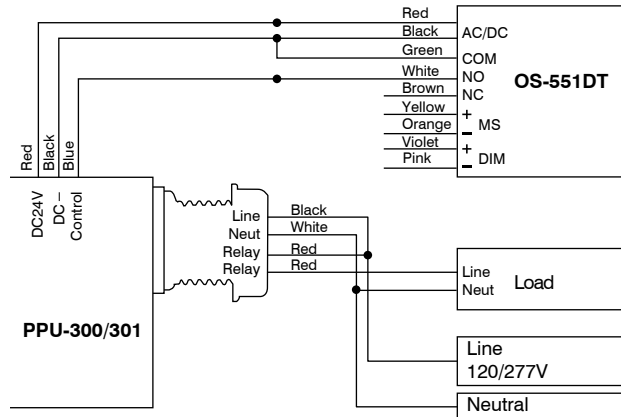 Red
Black
Green
White
Brown
Yellow
Orange
Violet
Pink
AC/DC
COM
NO
NC
+
− MS
+
− DIM
OS-551DT
Red
Black
Blue
DC24V
DC −
Control
PPU-300/301
Line
Neut
Relay
Relay
Black
White
Red
Red
Line
Neut
Load
Line
120/277V
Neutral